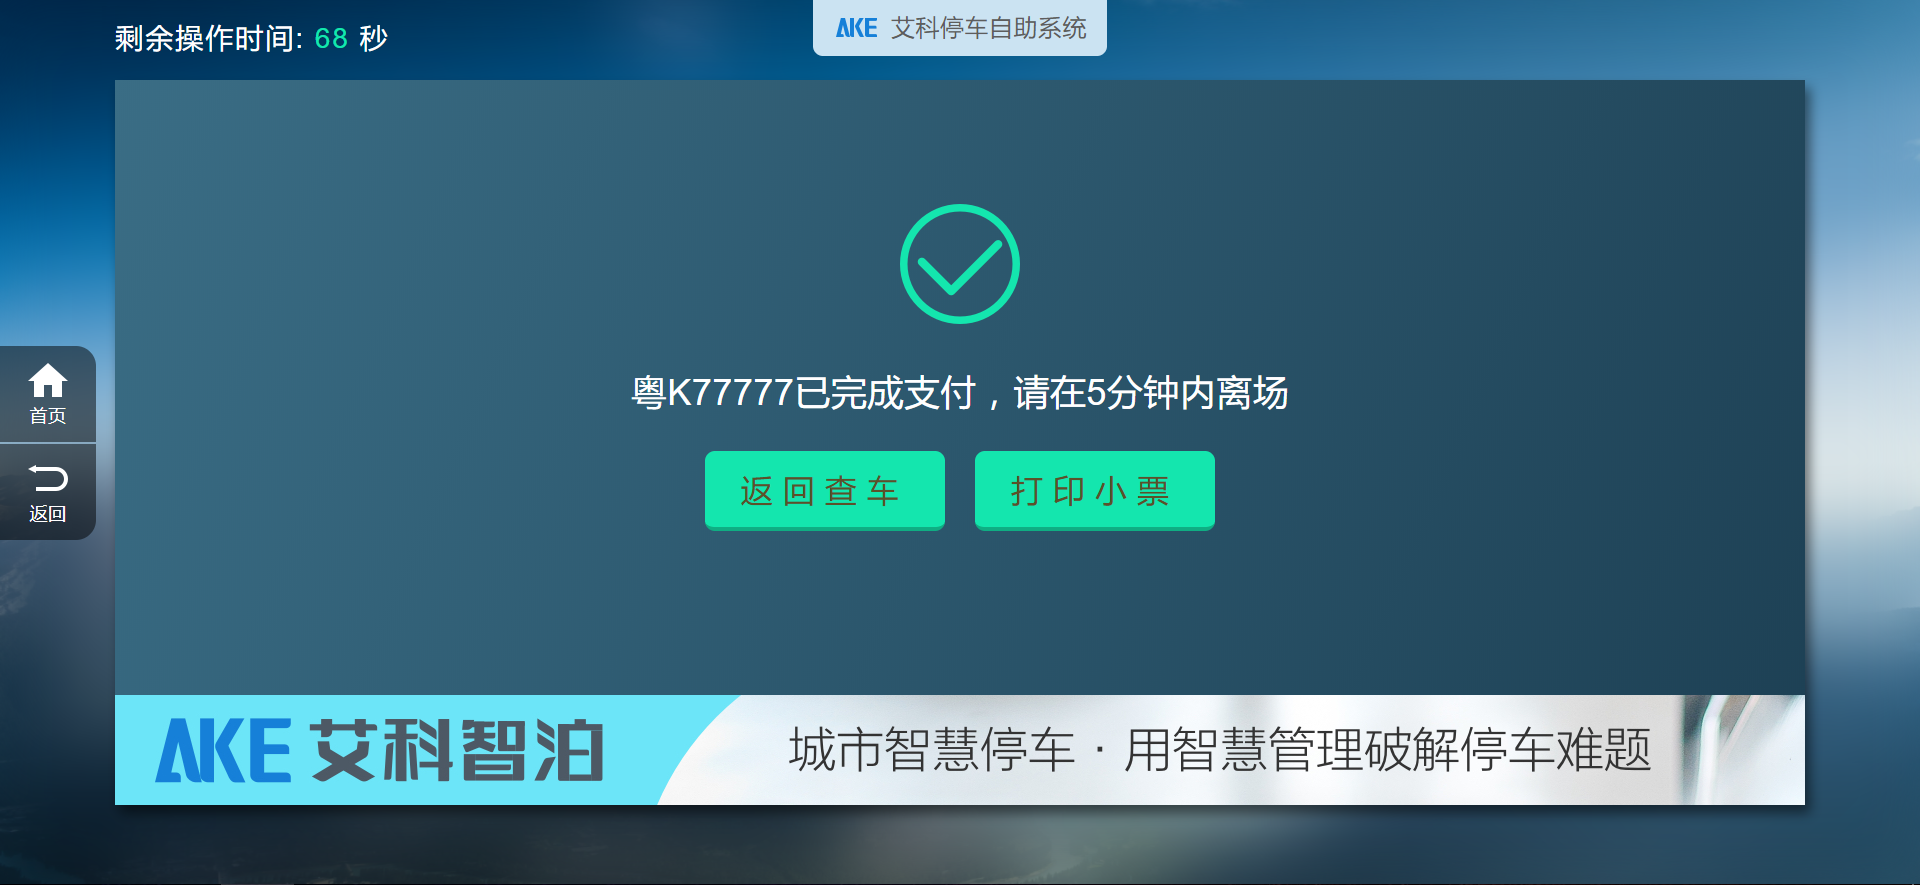 剩余操作时间: 68 秒
AKE 艾科停车自助系统
首页
返回
粤K77777已完成支付，请在5分钟内离场
返回查车
打印小票
AKE 艾科智泊
城市智慧停车 · 用智慧管理破解停车难题